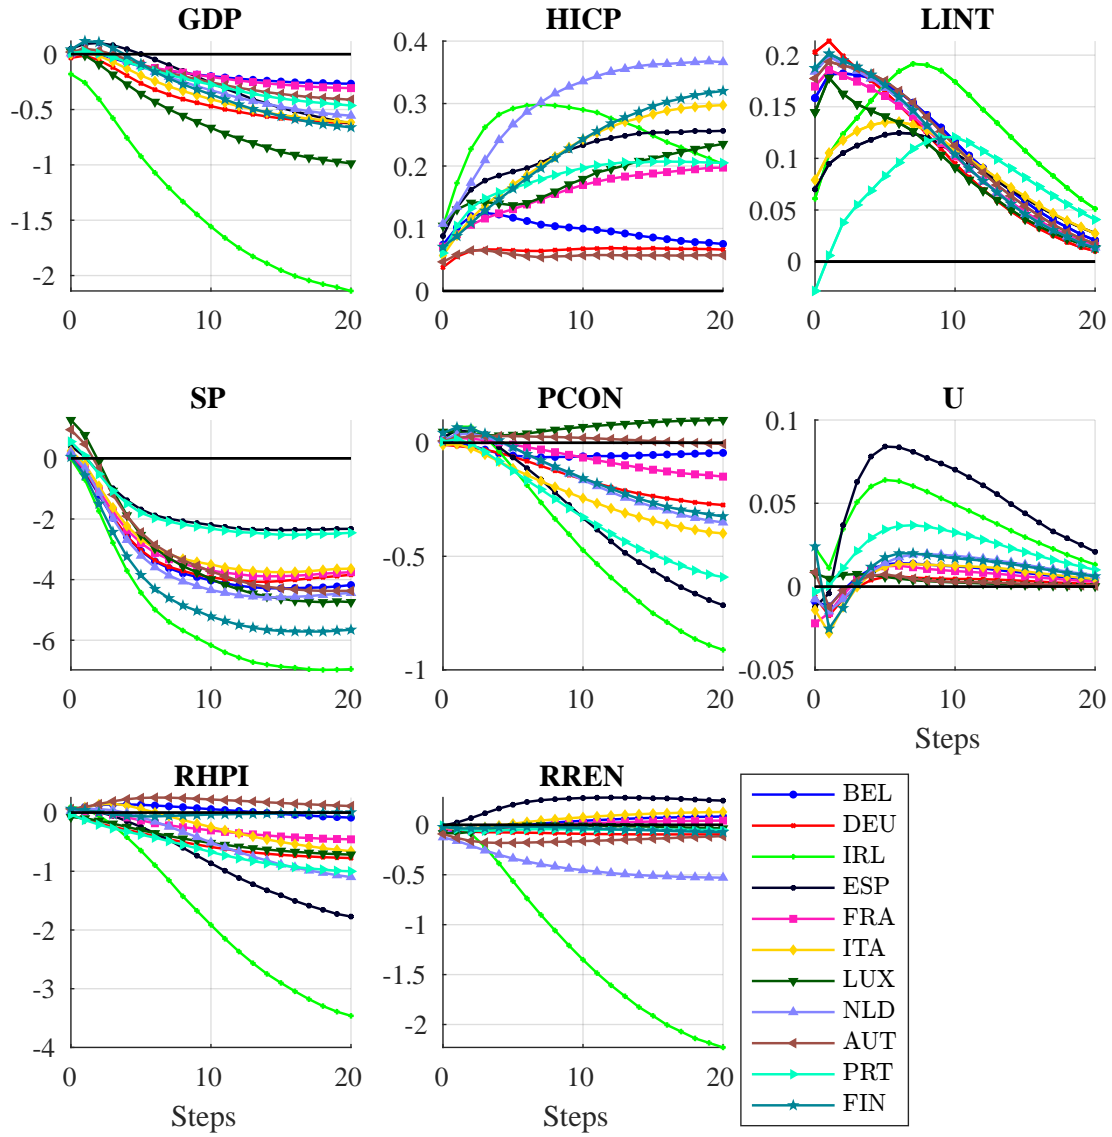 GDP HICP LINT
0 0.4 0.2
-0.5 0.3 0.15
-1 0.2 0.1
-1.5 0.1 0.05
-2 0 0
0 10 20 0 10 20 0 10 20
SP PCON U
0 0 0.1
-2 -0.5 0.05
-4 -1 0
-6 -0.05
0 10 20 0 10 20 0 10 20
Steps
RHPI RREN
0 0
-1 -0.5
-2 -1
-3 -1.5
-4 -2
0 10 20 0 10 20
Steps Steps
BEL
DEU
IRL
ESP
FRA
ITA
LUX
NLD
AUT
PRT
FIN